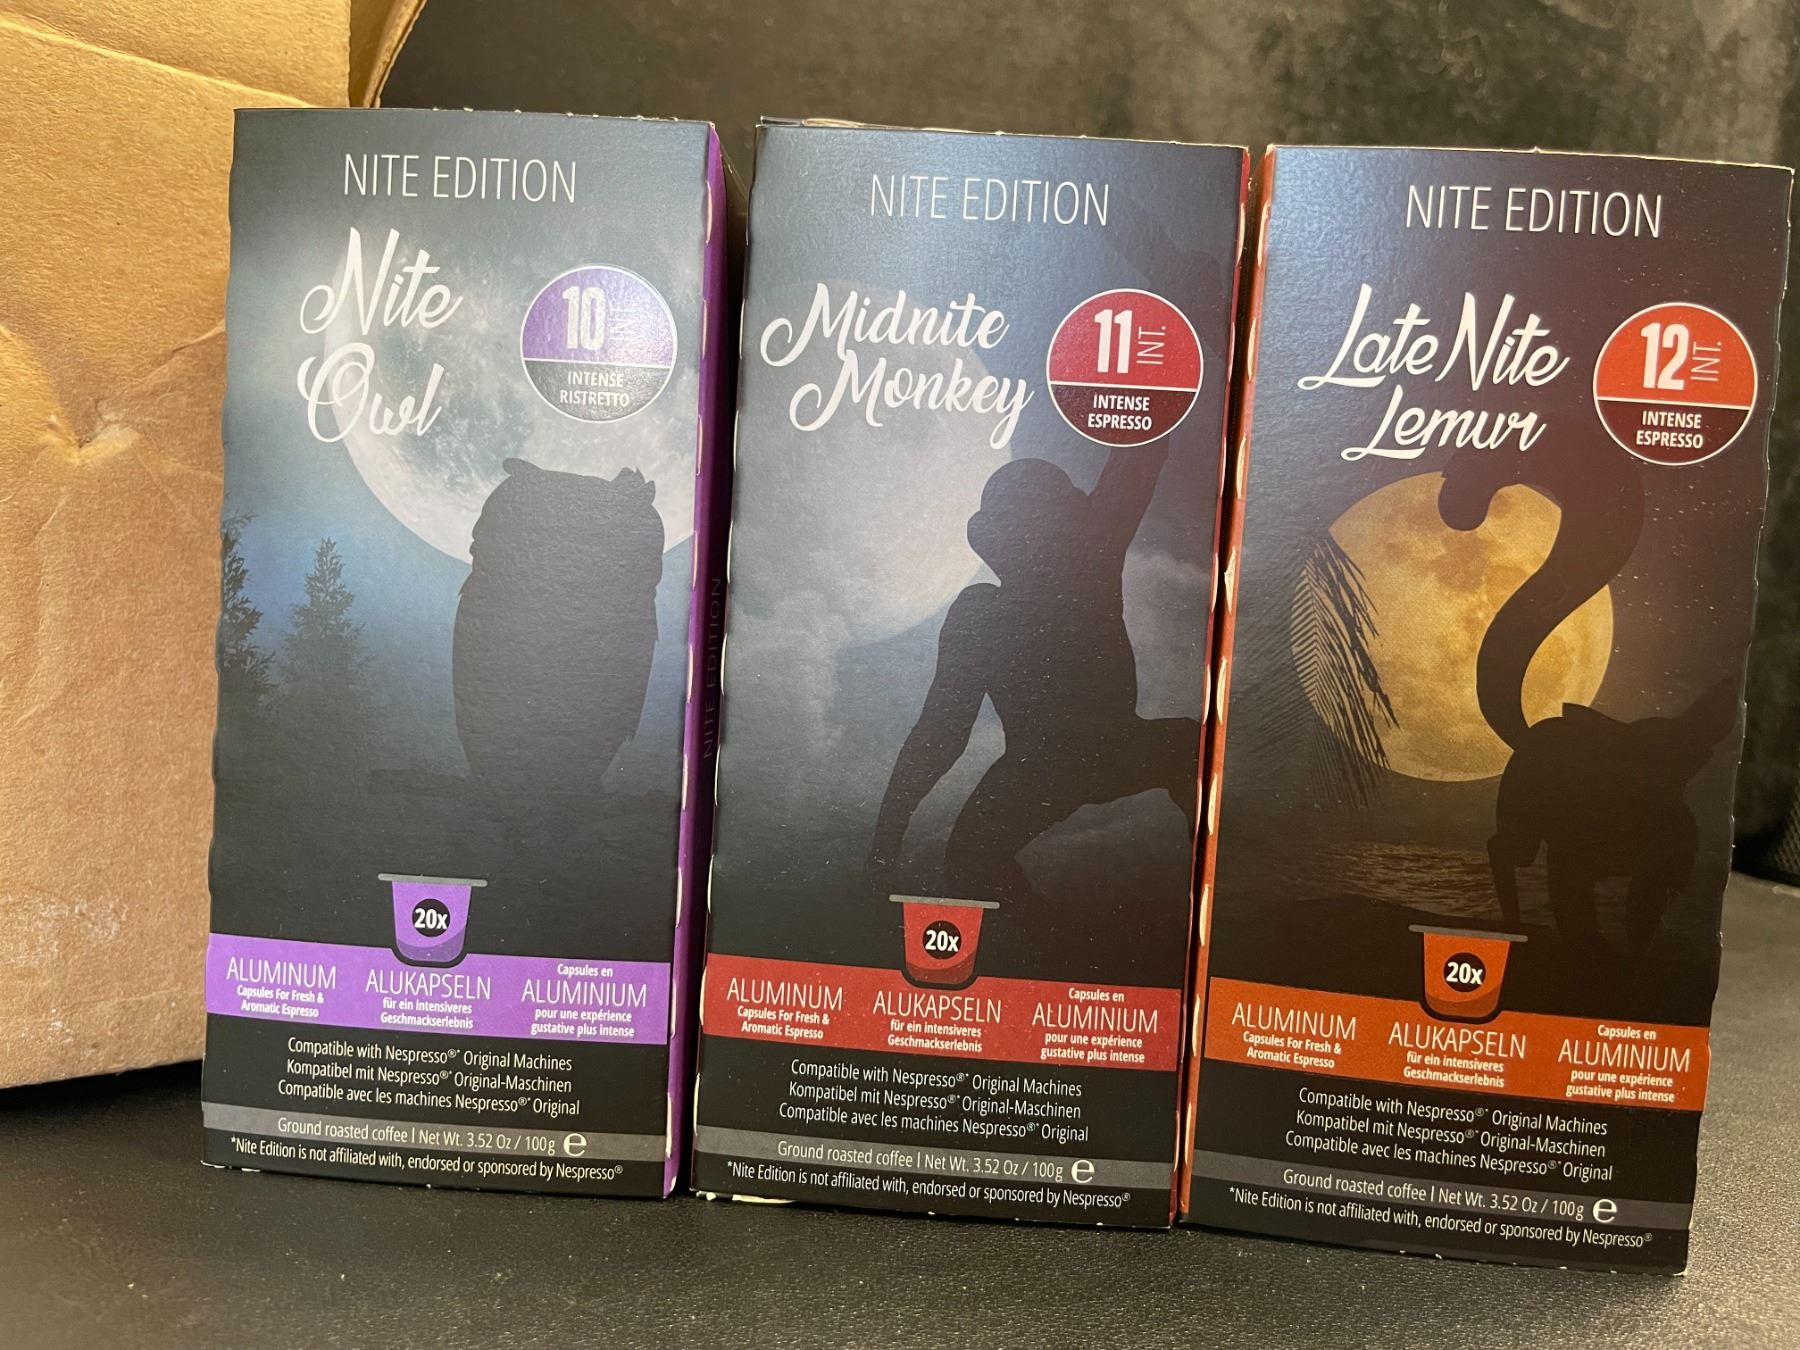 NITE EDITION
Nite
Owl
10 INT.
INTENSE
RISTRETTO
20x
ALUMINUM
Capsules For Fresh &
Aromatic Espresso
ALUKAPSELN
für ein intensiveres
Geschmackserlebnis
Capsules en
ALUMINIUM
pour une expérience
gustative plus intense
Compatible with Nespresso®* Original Machines
Kompatibel mit Nespresso®* Original-Maschinen
Compatible avec les machines Nespresso®* Original
Ground roasted coffee | Net Wt. 3.52 Oz / 100g ℮
*Nite Edition is not affiliated with, endorsed or sponsored by Nespresso®
NITE EDITION
NITE EDITION
Midnite
Monkey
11 INT.
INTENSE
ESPRESSO
20x
ALUMINUM
Capsules For Fresh &
Aromatic Espresso
ALUKAPSELN
für ein intensiveres
Geschmackserlebnis
Capsules en
ALUMINIUM
pour une expérience
gustative plus intense
Compatible with Nespresso®* Original Machines
Kompatibel mit Nespresso®* Original-Maschinen
Compatible avec les machines Nespresso®* Original
Ground roasted coffee | Net Wt. 3.52 Oz / 100g ℮
*Nite Edition is not affiliated with, endorsed or sponsored by Nespresso®
NITE EDITION
Late Nite
Lemur
12 INT.
INTENSE
ESPRESSO
20x
ALUMINUM
Capsules For Fresh &
Aromatic Espresso
ALUKAPSELN
für ein intensiveres
Geschmackserlebnis
Capsules en
ALUMINIUM
pour une expérience
gustative plus intense
Compatible with Nespresso®* Original Machines
Kompatibel mit Nespresso®* Original-Maschinen
Compatible avec les machines Nespresso®* Original
Ground roasted coffee | Net Wt. 3.52 Oz / 100g ℮
*Nite Edition is not affiliated with, endorsed or sponsored by Nespresso®